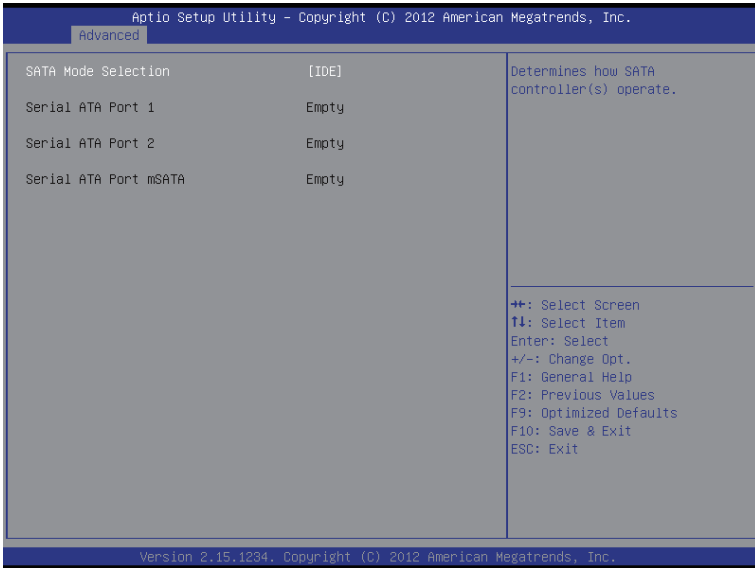 Aptio Setup Utility – Copyright (C) 2012 American Megatrends, Inc.
Advanced
SATA Mode Selection [IDE]
Serial ATA Port 1 Empty
Serial ATA Port 2 Empty
Serial ATA Port mSATA Empty
Determines how SATA
controller(s) operate.
→←: Select Screen
↑↓: Select Item
Enter: Select
+/-: Change Opt.
F1: General Help
F2: Previous Values
F9: Optimized Defaults
F10: Save & Exit
ESC: Exit
Version 2.15.1234. Copyright (C) 2012 American Megatrends, Inc.